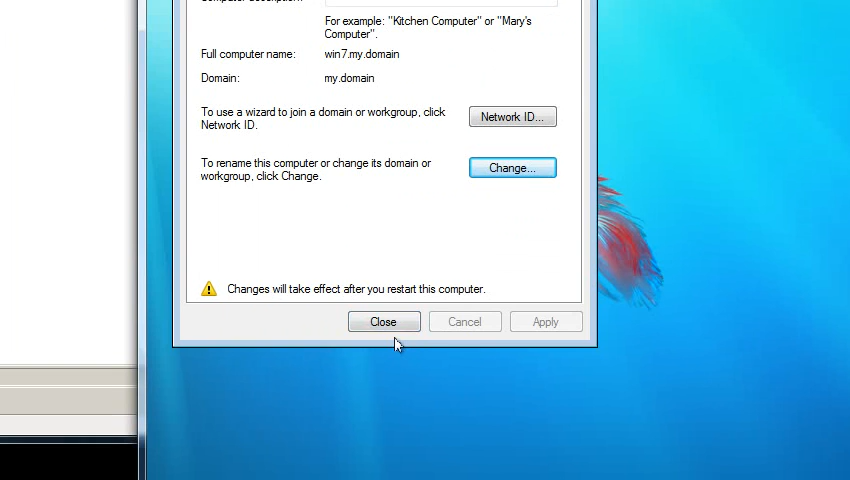 For example: "Kitchen Computer" or "Mary's
Computer".
Full computer name: win7.my.domain
Domain: my.domain
To use a wizard to join a domain or workgroup, click
Network ID.
Network ID...
To rename this computer or change its domain or
workgroup, click Change.
Change...
Changes will take effect after you restart this computer.
Close Cancel Apply